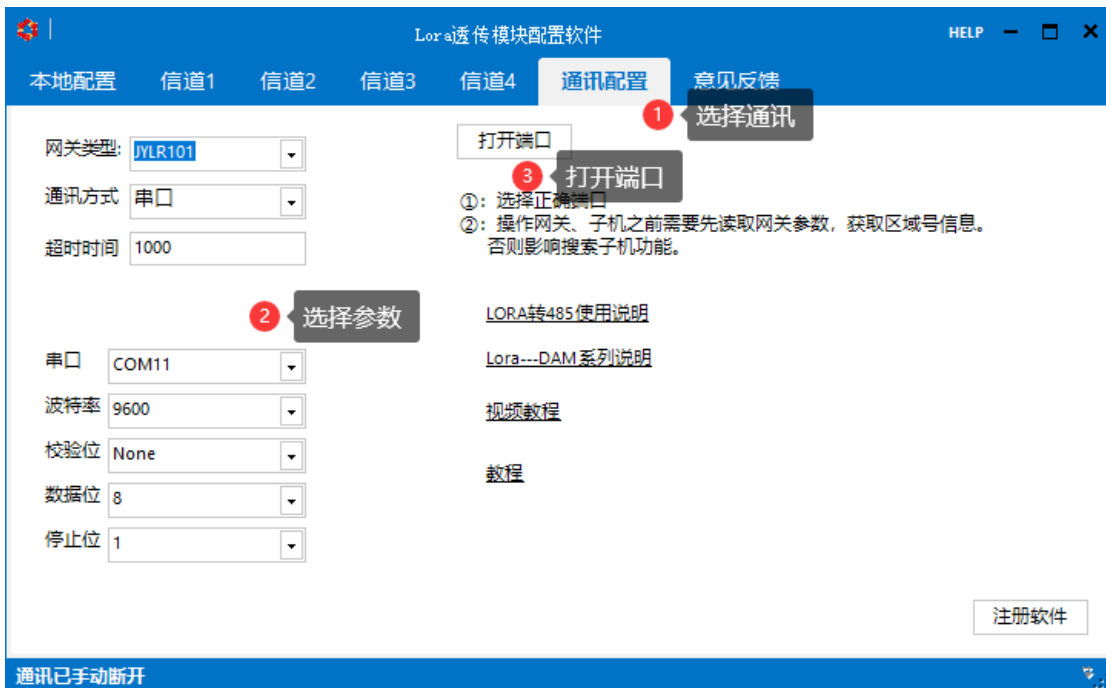 Lora透传模块配置软件
HELP
本地配置 信道1 信道2 信道3 信道4 通讯配置 意见反馈
1 选择通讯
网关类型: JYLR101
打开端口
3 打开端口
通讯方式 串口
①：选择正确端口
②：操作网关、子机之前需要先读取网关参数，获取区域号信息。
否则影响搜索子机功能。
超时时间 1000
2 选择参数
LORA转485使用说明
串口 COM11
Lora---DAM系列说明
波特率 9600
视频教程
校验位 None
教程
数据位 8
停止位 1
注册软件
通讯已手动断开